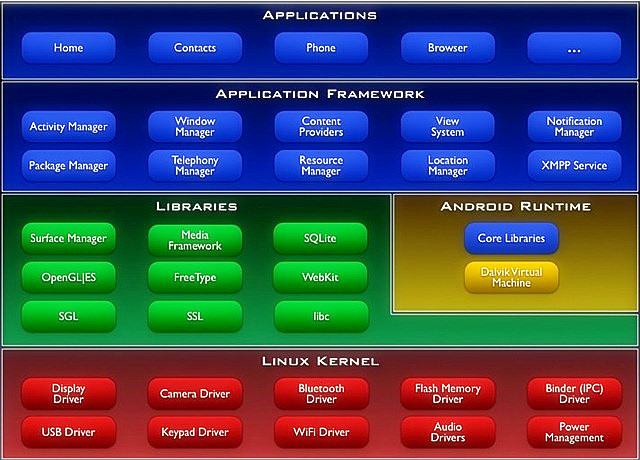 APPLICATIONS
Home
Contacts
Phone
Browser
...
APPLICATION FRAMEWORK
Activity Manager
Window
Manager
Content
Providers
View
System
Notification
Manager
Package Manager
Telephony
Manager
Resource
Manager
Location
Manager
XMPP Service
LIBRARIES
Surface Manager
Media
Framework
SQLite
OpenGL|ES
FreeType
WebKit
SGL
SSL
libc
ANDROID RUNTIME
Core Libraries
Dalvik Virtual
Machine
LINUX KERNEL
Display
Driver
Camera Driver
Bluetooth
Driver
Flash Memory
Driver
Binder (IPC)
Driver
USB Driver
Keypad Driver
WiFi Driver
Audio
Drivers
Power
Management